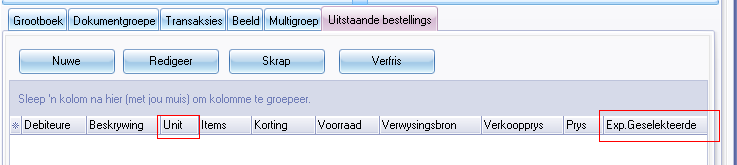 Grootboek Dokumentgroepe Transaksies Beeld Multigroep Uitstaande bestellings
Nuwe Redigeer Skrap Verfris
Sleep 'n kolom na hier (met jou muis) om kolomme te groepeer.
Debiteure Beskrywing Unit Items Korting Voorraad Verwysingsbron Verkoopprys Prys Exp.Geselekteerde